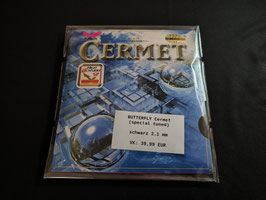 CERMET
BUTTERFLY Cermet
(special tuned)
schwarz 2.1 mm
VK: 39,99 EUR